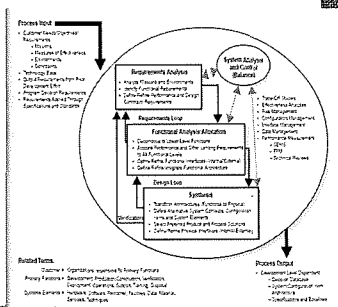 Process Input
• Customer Needs/Objectives/
Requirements
- Missions
- Measures of Effectiveness
- Environments
- Constraints
• Technology Base
• Output Requirements from Prior
Development Effort
• Program Decision Requirements
• Requirements Applied Through
Specifications and Standards
Requirements Analysis
• Analyze Missions and Environments
• Identify Functional Requirements
• Define/Refine Performance and Design
Constraint Requirements
System Analysis
and Control
(Balance)
Requirements Loop
Functional Analysis/Allocation
• Decompose to Lower-Level Functions
• Allocate Performance and Other Limiting Requirements
to All Functional Levels
• Define/Refine Functional Interfaces (Internal/External)
• Define/Refine/Integrate Functional Architecture
• Trade-Off Studies
• Effectiveness Analyses
• Risk Management
• Configuration Management
• Interface Management
• Data Management
• Performance Measurement
- SEMS
- TPM
- Technical Reviews
Design Loop
Synthesis
• Transform Architectures (Functional to Physical)
• Define Alternative System Concepts, Configuration
Items and System Elements
• Select Preferred Product and Process Solutions
• Define/Refine Physical Interfaces (Internal/External)
Verification
Related Terms:
Customer = Organizations responsible for Primary Functions
Primary Functions = Development, Production/Construction, Verification,
Deployment, Operations, Support, Training, Disposal
Systems Elements = Hardware, Software, Personnel, Facilities, Data, Material,
Services, Techniques
Process Output
• Development Level Dependent
- Decision Database
- System/Configuration Item
Architecture
- Specifications and Baselines